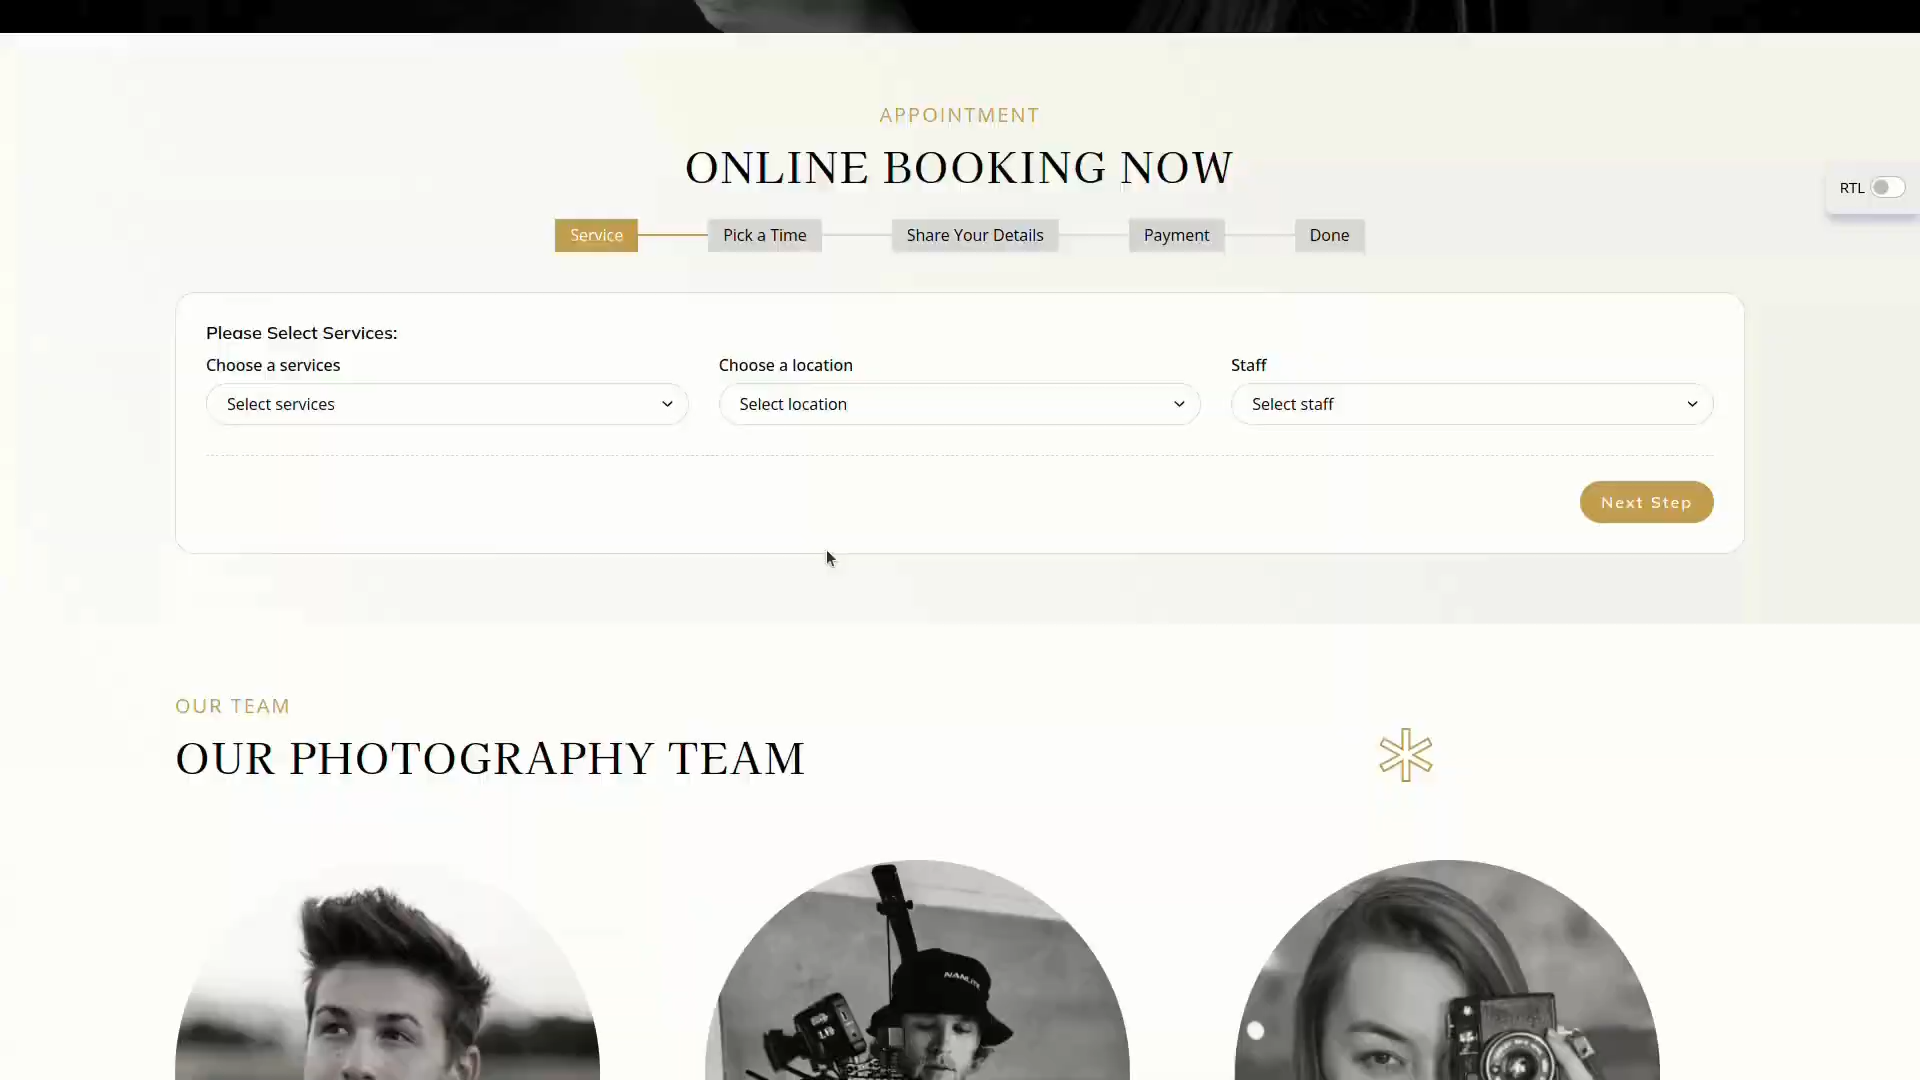 APPOINTMENT
ONLINE BOOKING NOW
RTL
Service Pick a Time Share Your Details Payment Done
Please Select Services:
Choose a services Choose a location Staff
Select services Select location Select staff
Next Step
OUR TEAM
OUR PHOTOGRAPHY TEAM
NANLITE